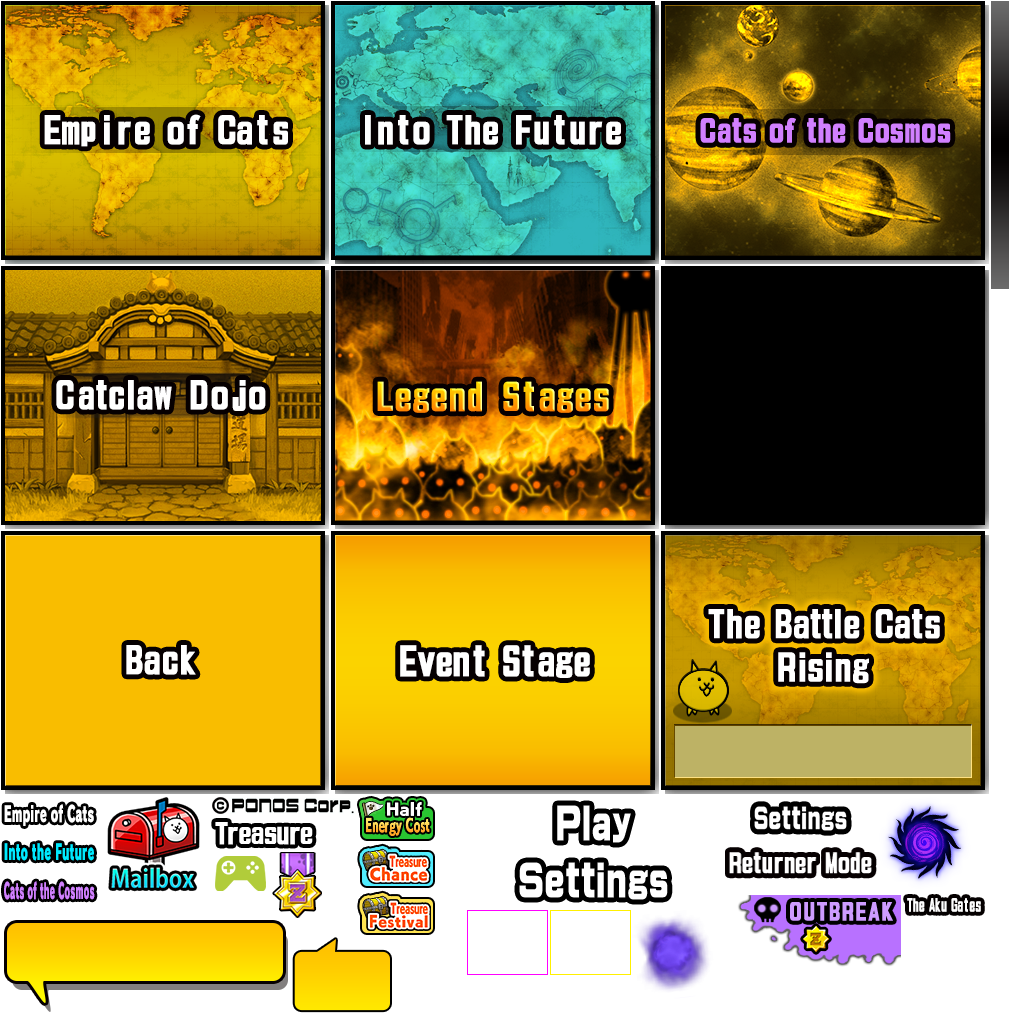 Empire of Cats
Into The Future
Cats of the Cosmos
Catclaw Dojo
Legend Stages
Back
Event Stage
The Battle Cats
Rising
Empire of Cats
Into the Future
Cats of the Cosmos
Mailbox
© PONOS Corp.
Treasure
Z
Half
Energy Cost
Treasure
Chance
Treasure
Festival
Play
Settings
Settings
Returner Mode
OUTBREAK
Z
The Aku Gates